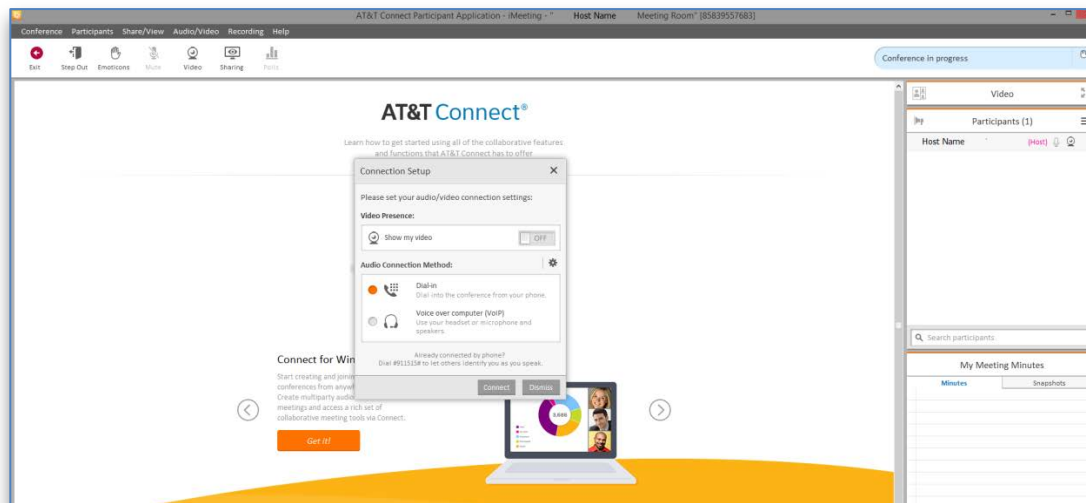 AT&T Connect Participant Application - iMeeting - " Host Name Meeting Room" [85839557683]
Conference Participants Share/View Audio/Video Recording Help
Exit Step Out Emoticons Mute Video Sharing Polls
Conference in progress
AT&T Connect®
Learn how to get started using all of the collaborative features
and functions that AT&T Connect has to offer
Connection Setup
Please set your audio/video connection settings:
Video Presence:
Show my video OFF
Audio Connection Method:
Dial-in
Dial-into the conference from your phone.
Voice over computer (VoIP)
Use your headset or microphone and
speakers
Already connected by phone?
Dial #911515# to let others identify you as you speak.
Connect Dismiss
Connect for Win
Start creating and joinin
conferences from anywh
Create multiparty audio
meetings and access a rich set of
collaborative meeting tools via Connect.
Get it!
Video
Participants (1)
Host Name (Host)
Search participants
My Meeting Minutes
Minutes Snapshots